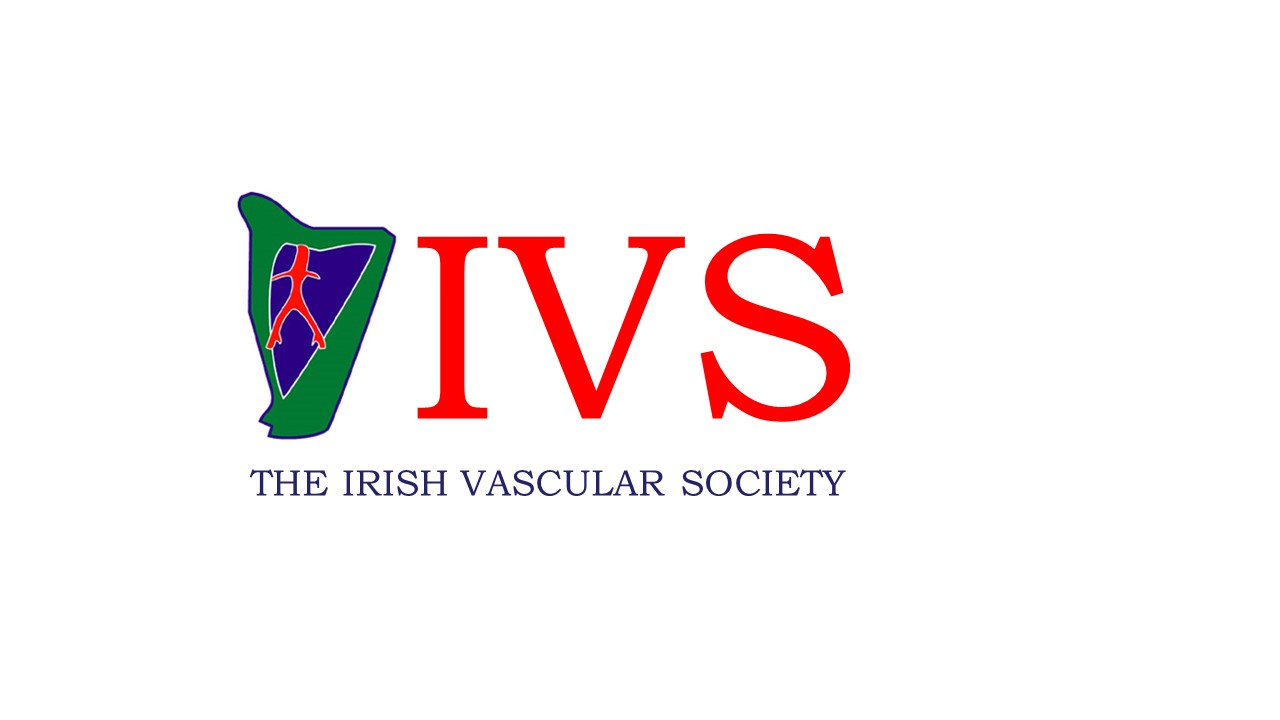 IVS
THE IRISH VASCULAR SOCIETY